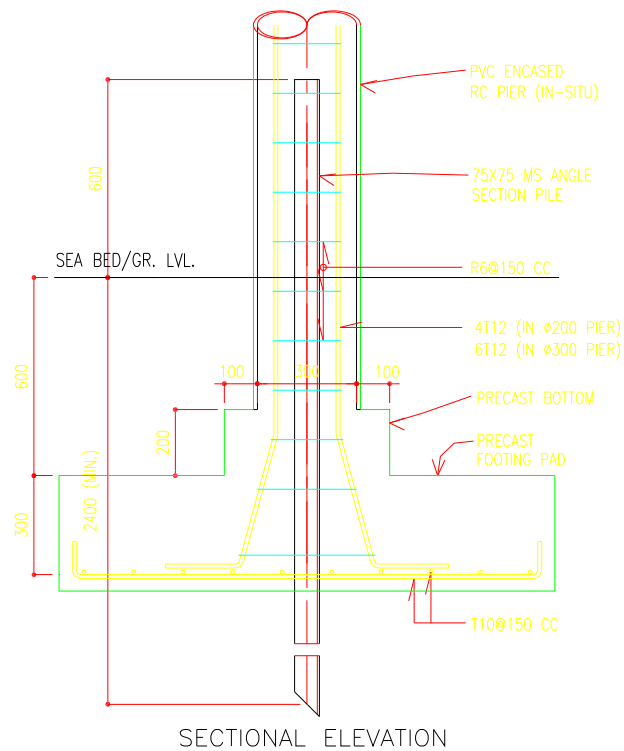 PVC ENCASED
RC PIER (IN-SITU)
600
75X75 MS ANGLE
SECTION PILE
SEA BED/GR. LVL.
R6@150 CC
4T12 (IN ø200 PIER)
6T12 (IN ø300 PIER)
600
100
300
100
PRECAST BOTTOM
200
PRECAST
FOOTING PAD
2400 (MIN.)
300
T10@150 CC
SECTIONAL ELEVATION